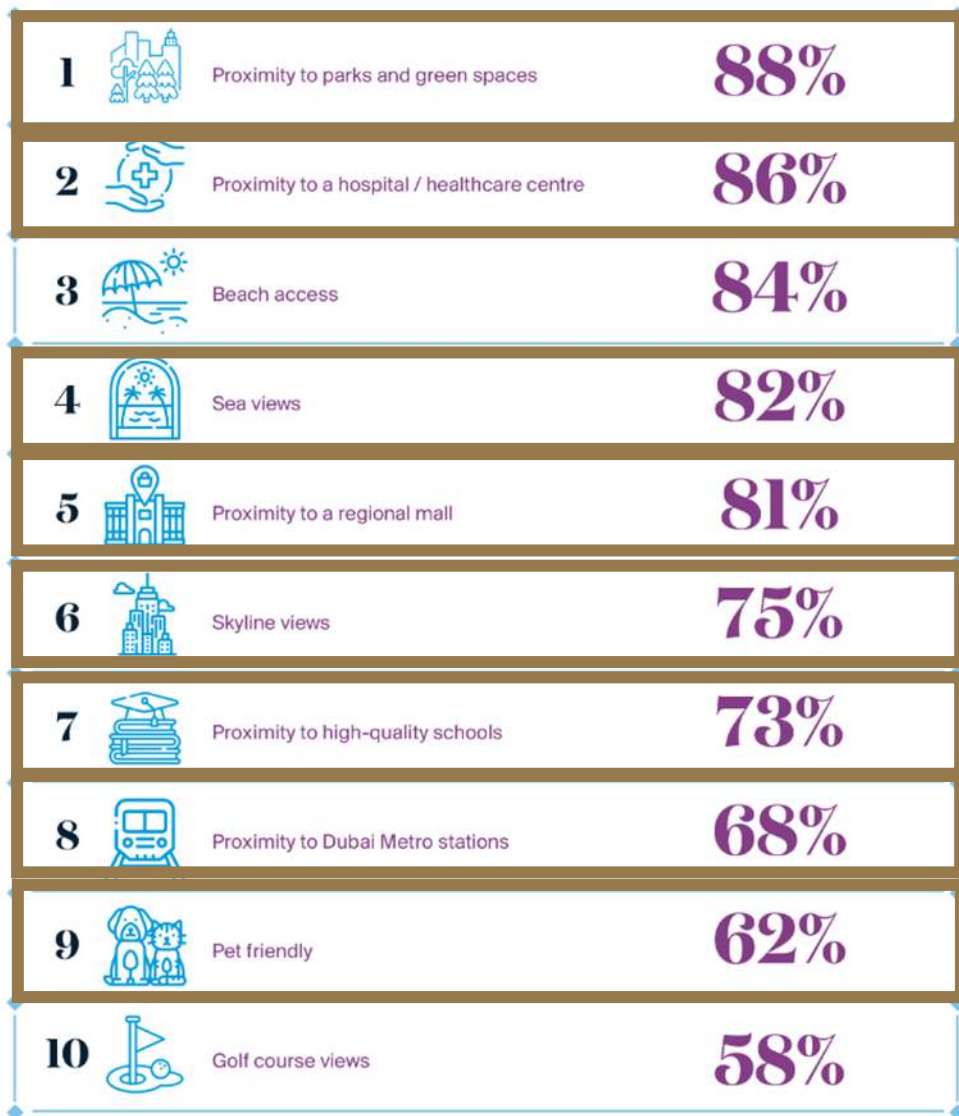 1 Proximity to parks and green spaces 88%
2 Proximity to a hospital / healthcare centre 86%
3 Beach access 84%
4 Sea views 82%
5 Proximity to a regional mall 81%
6 Skyline views 75%
7 Proximity to high-quality schools 73%
8 Proximity to Dubai Metro stations 68%
9 Pet friendly 62%
10 Golf course views 58%